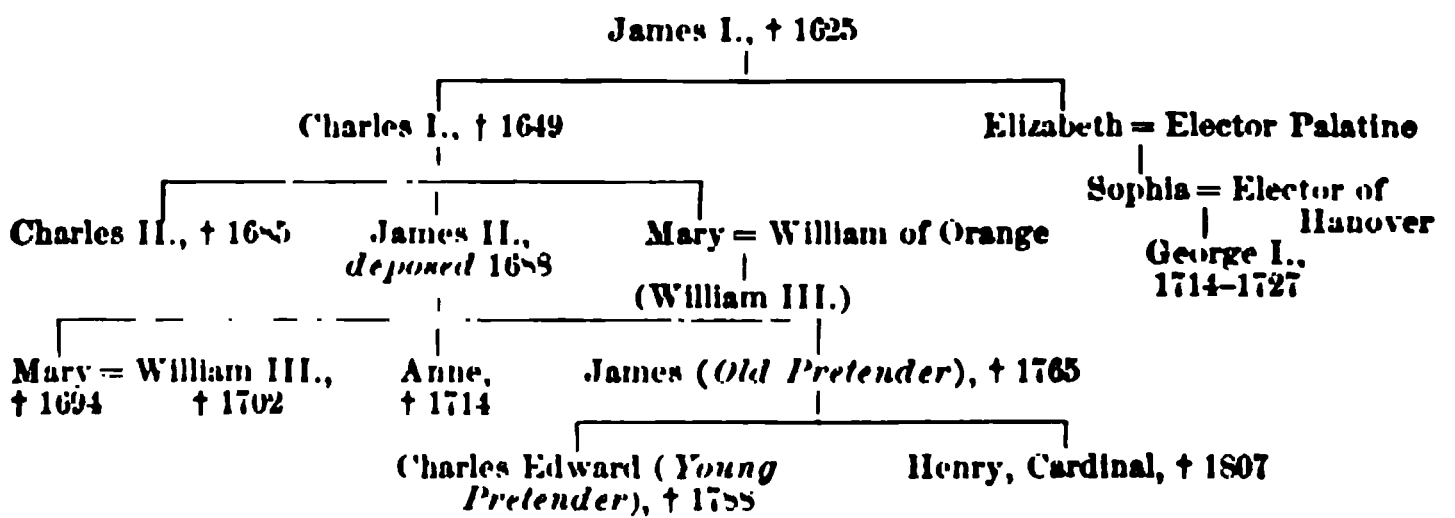 James I., † 1625
Charles I., † 1649
Elizabeth = Elector Palatine
Sophia = Elector of
Hanover
Charles II., † 1685
James II.,
deposed 1688
Mary = William of Orange
George I.,
1714–1727
(William III.)
Mary = William III.,
† 1694 † 1702
Anne,
† 1714
James (Old Pretender), † 1765
Charles Edward (Young
Pretender), † 1788
Henry, Cardinal, † 1807